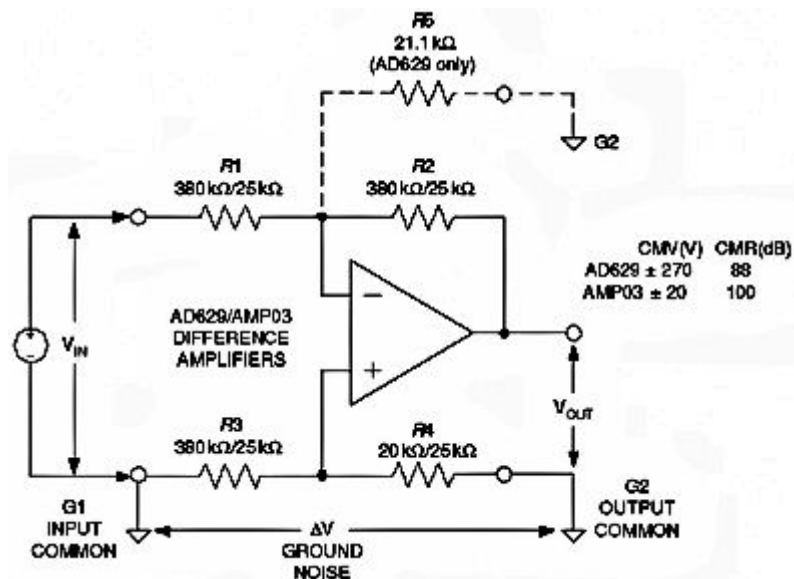 R5
21.1 kΩ
(AD629 only)
G2
R1
380 kΩ/25 kΩ
R2
380 kΩ/25 kΩ
CMV(V) CMR(dB)
AD629 ± 270 88
AMP03 ± 20 100
AD629/AMP03
DIFFERENCE
AMPLIFIERS
−
+
+
-
VIN
VOUT
R3
380 kΩ/25 kΩ
R4
20 kΩ/25 kΩ
G1
INPUT
COMMON
ΔV
GROUND
NOISE
G2
OUTPUT
COMMON